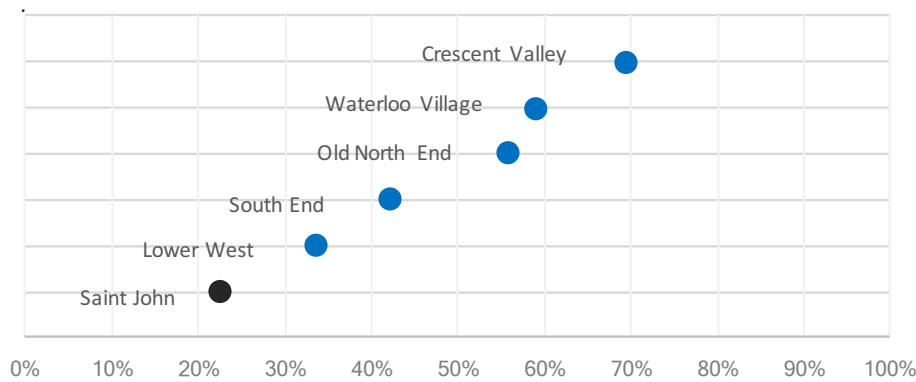 .
Crescent Valley
Waterloo Village
Old North End
South End
Lower West
Saint John
0% 10% 20% 30% 40% 50% 60% 70% 80% 90% 100%